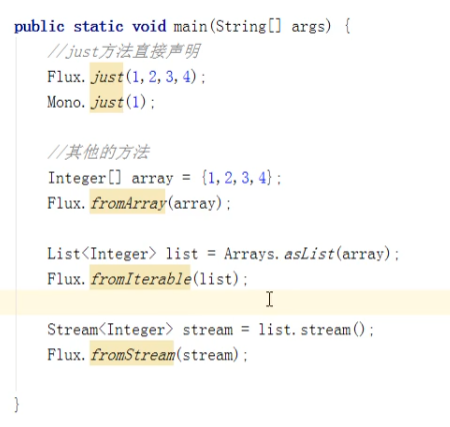 public static void main(String[] args) {
//just方法直接声明
Flux.just(1,2,3,4);
Mono.just(1);
//其他的方法
Integer[] array = {1,2,3,4};
Flux.fromArray(array);
List<Integer> list = Arrays.asList(array);
Flux.fromIterable(list);
Stream<Integer> stream = list.stream();
Flux.fromStream(stream);
}